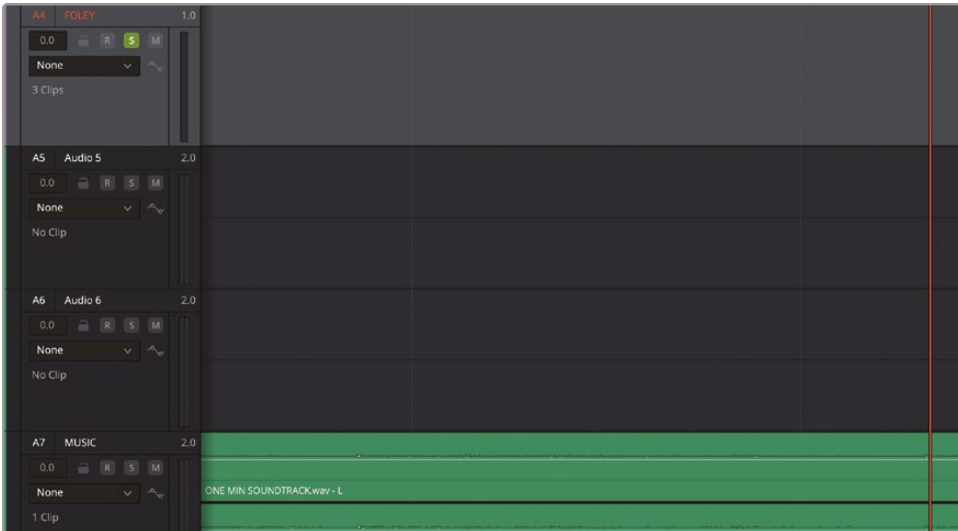 A4 FOLEY 1.0
0.0 R S M
None
3 Clips
A5 Audio 5 2.0
0.0 R S M
None
No Clip
A6 Audio 6 2.0
0.0 R S M
None
No Clip
A7 MUSIC 2.0
0.0 R S M
None
ONE MIN SOUNDTRACK.wav - L
1 Clip